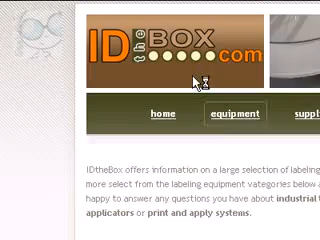 ID the BOX
.com
home equipment suppl
IDtheBox offers information on a large selection of labeling
more select from the labeling equipment vategories below a
happy to answer any questions you have about industrial
applicators or print and apply systems.